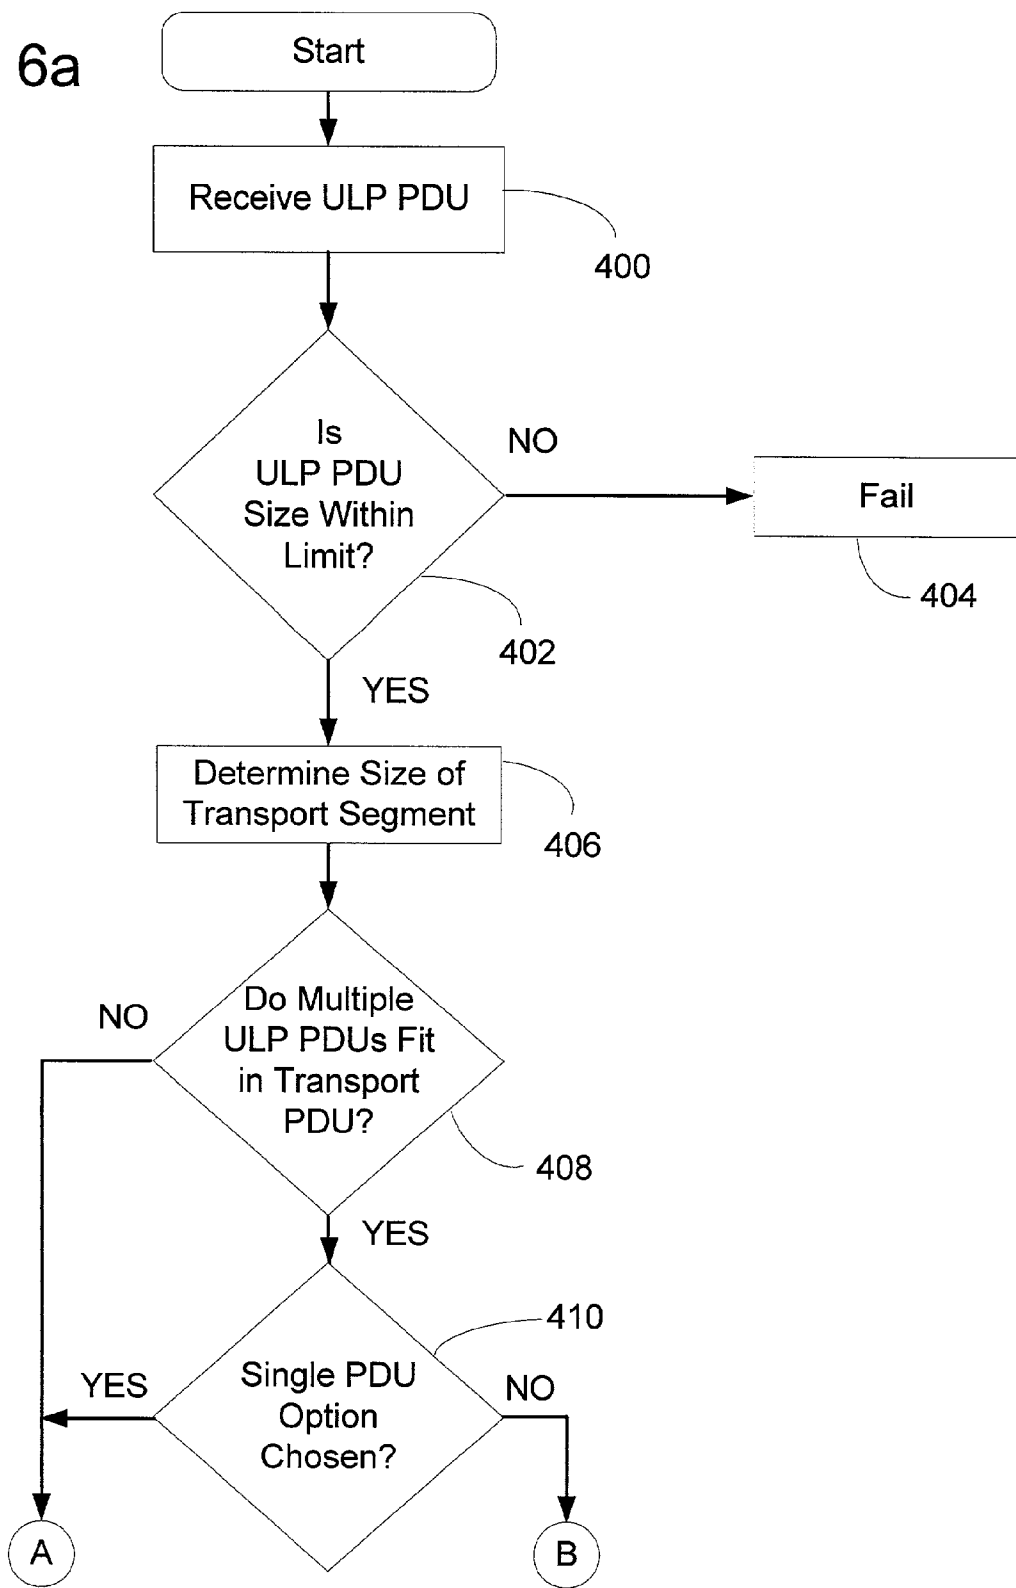 6a
Start
Receive ULP PDU
400
Is
ULP PDU
Size Within
Limit?
NO
Fail
404
402
YES
Determine Size of
Transport Segment
406
Do Multiple
ULP PDUs Fit
in Transport
PDU?
NO
408
YES
410
Single PDU
Option
Chosen?
YES
NO
A
B